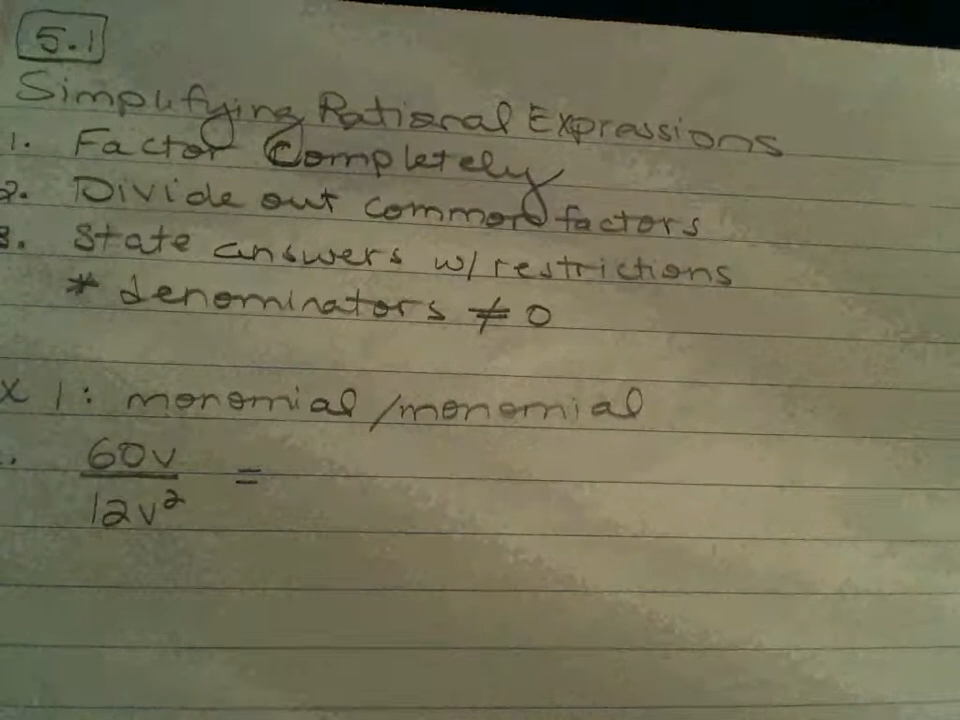 5.1
Simplifying Rational Expressions
1. Factor Completely
2. Divide out common factors
3. State answers w/ restrictions
* denominators ≠ 0
x 1: monomial/monomial
60v
12v² =